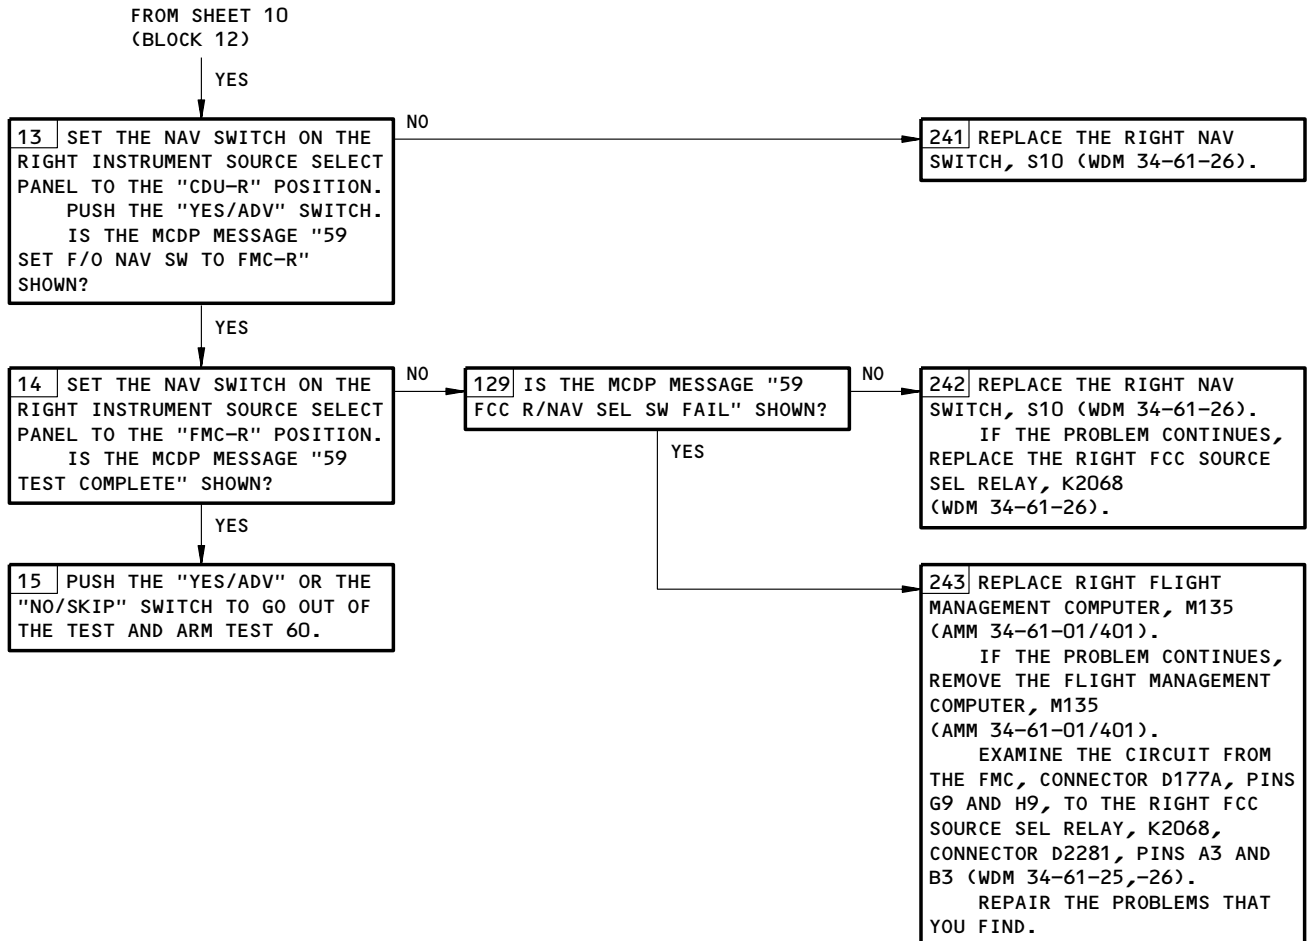 FROM SHEET 10
(BLOCK 12)
YES
13 SET THE NAV SWITCH ON THE
RIGHT INSTRUMENT SOURCE SELECT
PANEL TO THE "CDU-R" POSITION.
PUSH THE "YES/ADV" SWITCH.
IS THE MCDP MESSAGE "59
SET F/O NAV SW TO FMC-R"
SHOWN?
NO
241 REPLACE THE RIGHT NAV
SWITCH, S10 (WDM 34-61-26).
YES
14 SET THE NAV SWITCH ON THE
RIGHT INSTRUMENT SOURCE SELECT
PANEL TO THE "FMC-R" POSITION.
IS THE MCDP MESSAGE "59
TEST COMPLETE" SHOWN?
NO
129 IS THE MCDP MESSAGE "59
FCC R/NAV SEL SW FAIL" SHOWN?
NO
242 REPLACE THE RIGHT NAV
SWITCH, S10 (WDM 34-61-26).
IF THE PROBLEM CONTINUES,
REPLACE THE RIGHT FCC SOURCE
SEL RELAY, K2068
(WDM 34-61-26).
YES
YES
15 PUSH THE "YES/ADV" OR THE
"NO/SKIP" SWITCH TO GO OUT OF
THE TEST AND ARM TEST 60.
243 REPLACE RIGHT FLIGHT
MANAGEMENT COMPUTER, M135
(AMM 34-61-01/401).
IF THE PROBLEM CONTINUES,
REMOVE THE FLIGHT MANAGEMENT
COMPUTER, M135
(AMM 34-61-01/401).
EXAMINE THE CIRCUIT FROM
THE FMC, CONNECTOR D177A, PINS
G9 AND H9, TO THE RIGHT FCC
SOURCE SEL RELAY, K2068,
CONNECTOR D2281, PINS A3 AND
B3 (WDM 34-61-25,-26).
REPAIR THE PROBLEMS THAT
YOU FIND.